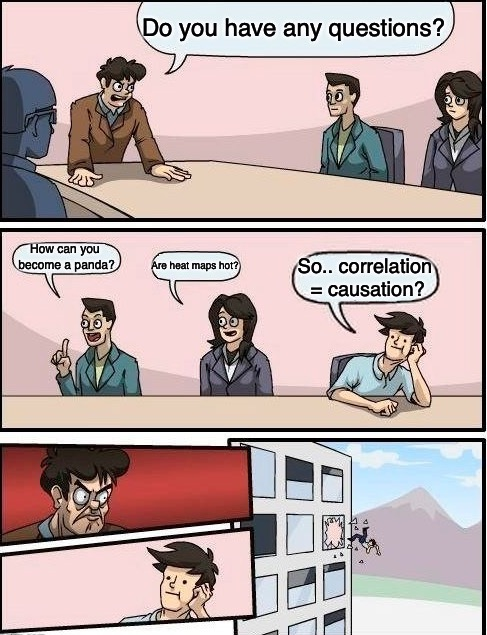 Do you have any questions?
How can you
become a panda?
Are heat maps hot?
So.. correlation
= causation?